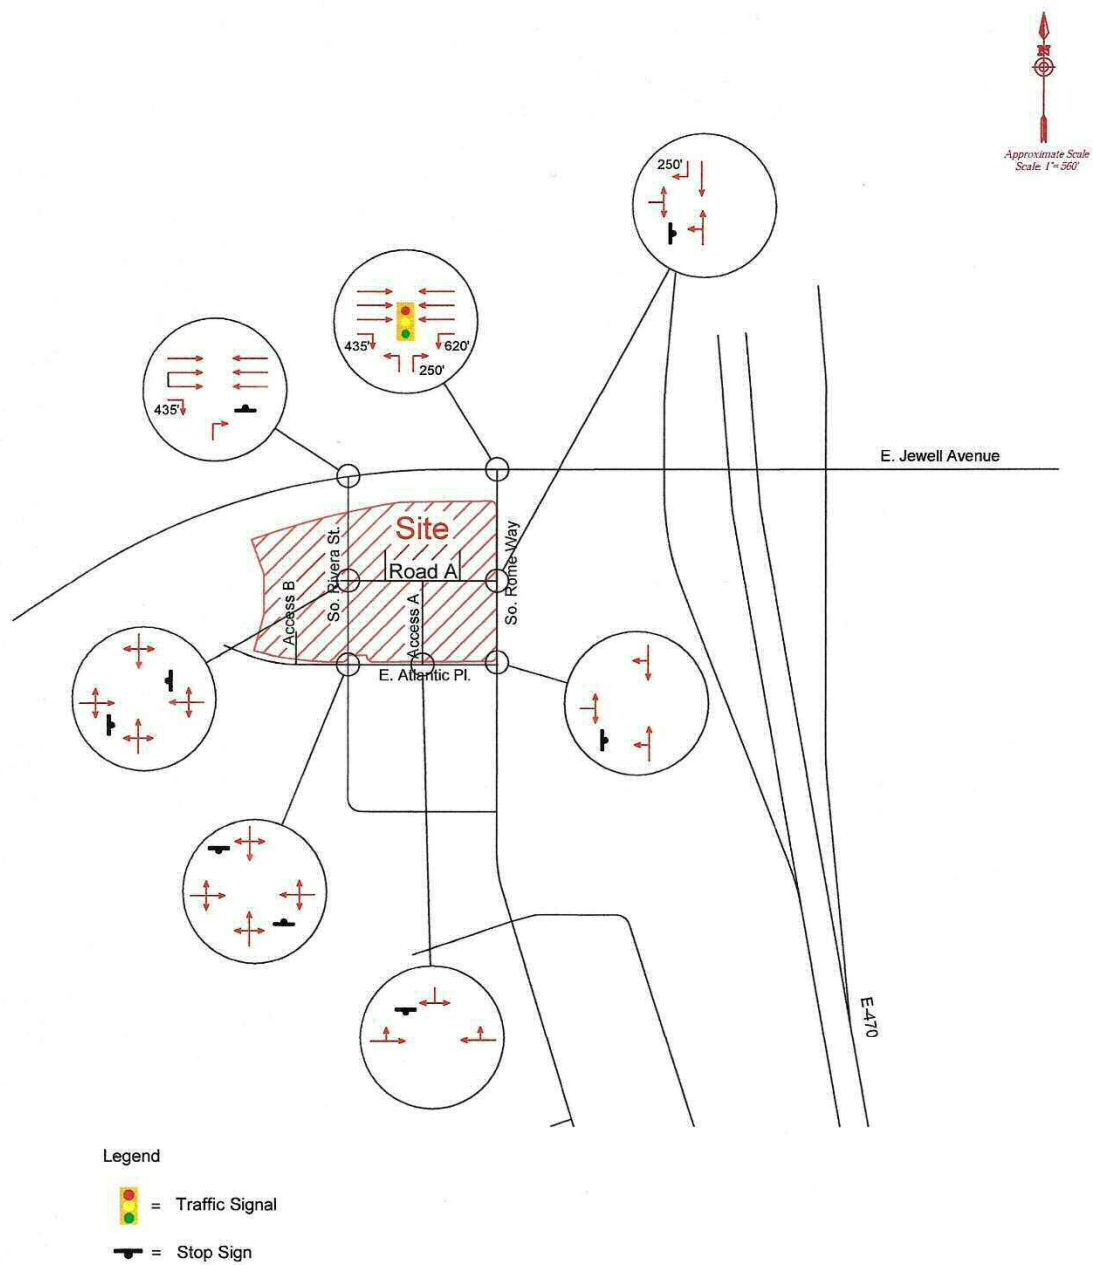 N
Approximate Scale
Scale: 1"= 560'
250'
435'
620'
250'
435'
E. Jewell Avenue
Site
So. Rivera St.
So. Rome Way
Road A
Access B
Access A
E. Atlantic Pl.
E-470
Legend
= Traffic Signal
= Stop Sign